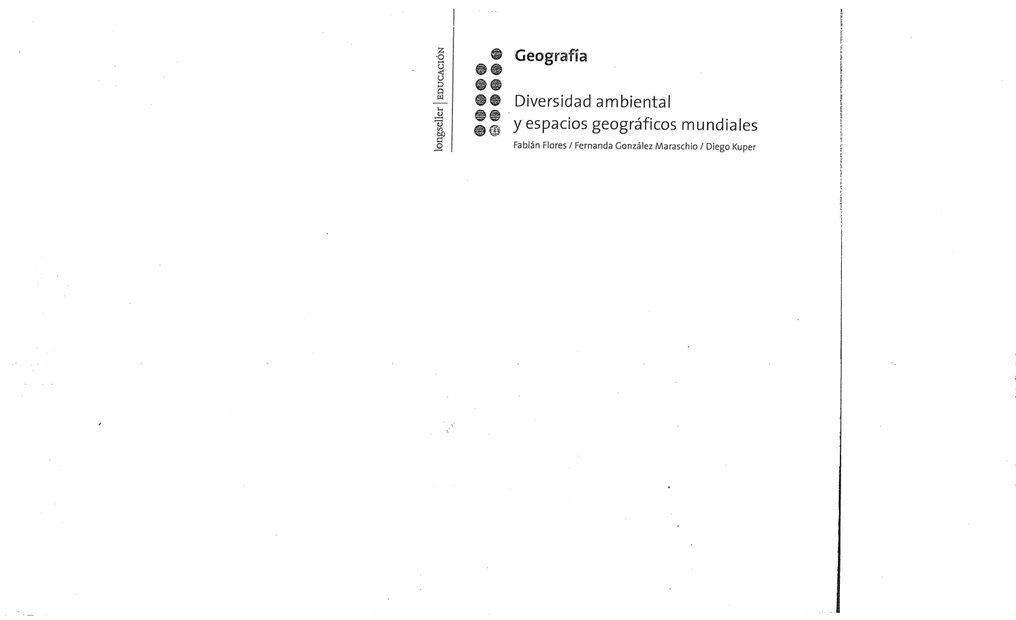 longseller | EDUCACIÓN
Geografía
Diversidad ambiental
y espacios geográficos mundiales
Fabián Flores / Fernanda González Maraschio / Diego Kuper